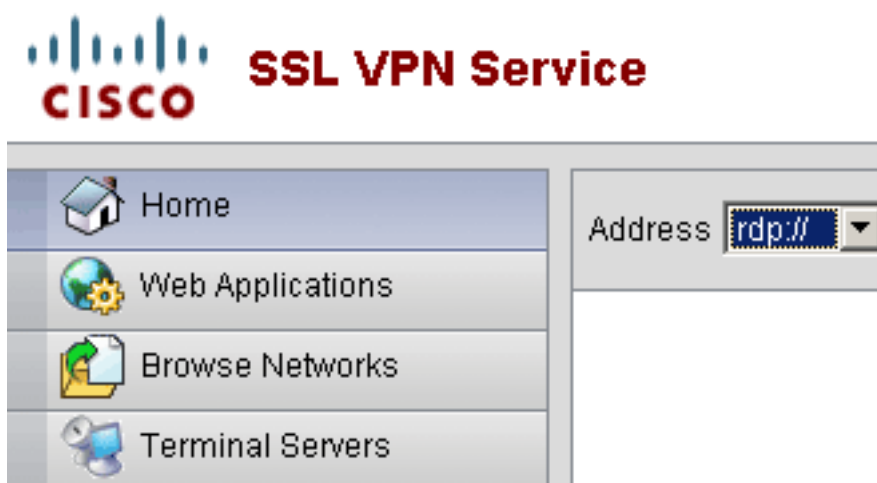 CISCO
SSL VPN Service
Home
Address rdp://
Web Applications
Browse Networks
Terminal Servers